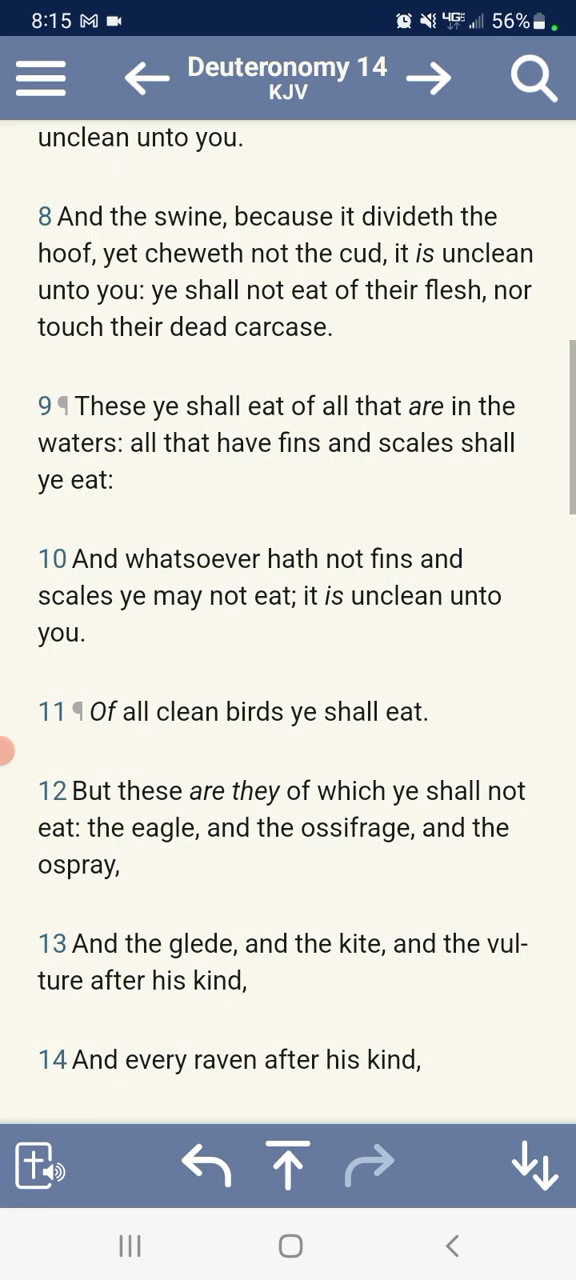 8:15 56%
4G
Deuteronomy 14
KJV
unclean unto you.
8 And the swine, because it divideth the
hoof, yet cheweth not the cud, it is unclean
unto you: ye shall not eat of their flesh, nor
touch their dead carcase.
9 ¶ These ye shall eat of all that are in the
waters: all that have fins and scales shall
ye eat:
10 And whatsoever hath not fins and
scales ye may not eat; it is unclean unto
you.
11 ¶ Of all clean birds ye shall eat.
12 But these are they of which ye shall not
eat: the eagle, and the ossifrage, and the
ospray,
13 And the glede, and the kite, and the vul-
ture after his kind,
14 And every raven after his kind,